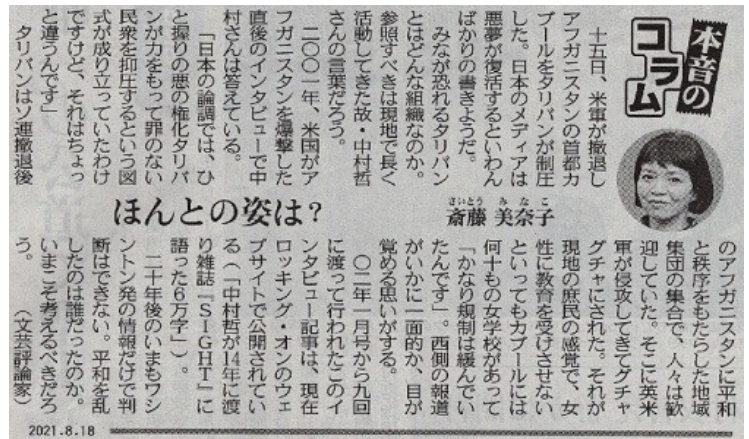 本音の
コラム
斎藤 美奈子
さいとう みなこ
ほんとの姿は?
十五日、米軍が撤退し
アフガニスタンの首都カ
ブールをタリバンが制圧
した。日本のメディアは
悪夢が復活するといわん
ばかりの書きようだ。
みなが恐れるタリバン
とはどんな組織なのか。
参照すべきは現地で長く
活動してきた故・中村哲
さんの言葉だろう。
二〇〇一年、米国がア
フガニスタンを爆撃した
直後のインタビューで中
村さんは答えている。
「日本の論調では、ひ
と握りの悪の権化タリバ
ンが力をもって罪のない
民衆を抑圧するという図
式が成り立っていたわけ
ですけど、それはちょっ
と違うんです」
タリバンはソ連撤退後
のアフガニスタンに平和
と秩序をもたらした地域
集団の集合で、人々は歓
迎していた。そこに英米
軍が侵攻してきてグチャ
グチャにされた。それが
現地の庶民の感覚で、女
性に教育を受けさせない
といってもカブールには
何十もの女学校があって
「かなり規制は緩んでい
たんです」。西側の報道
がいかに一面的か、目が
覚める思いがする。
〇二年一月号から九回
に渡って行われたこのイ
ンタビュー記事は、現在
ロッキング・オンのウェ
ブサイトで公開されてい
る(「中村哲が14年に渡
り雑誌『SIGHT』に
語った6万字」)。
二十年後のいまもワシ
ントン発の情報だけで判
断はできない。平和を乱
したのは誰だったのか。
いまこそ考えるべきだろ
う。 (文芸評論家)
2021.8.18